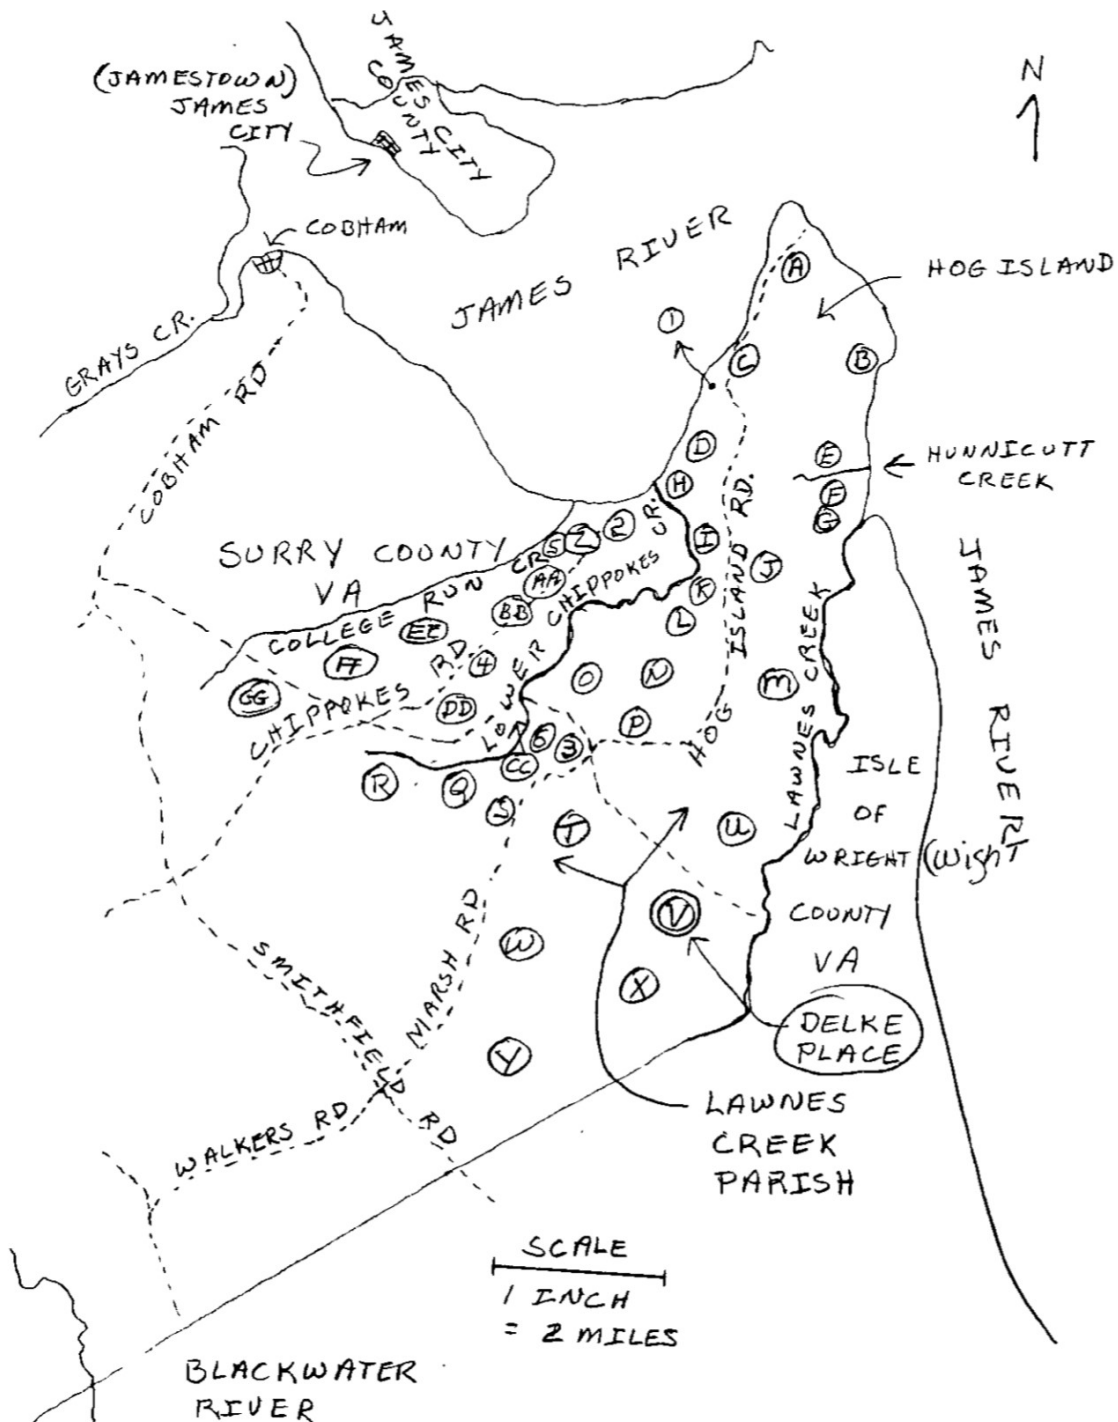 JAMES CITY
COUNTY
(JAMESTOWN)
JAMES
CITY
N
COBHAM
JAMES RIVER
HOG ISLAND
A
1
C
B
GRAYS CR.
COBHAM RD
D
E
HUNNICUTT
CREEK
H
F
G
SURRY COUNTY
VA
5
Z
2
I
J
AA
K
BB
L
COLLEGE RUN CR
EE
FF
GG
4
DD
O
N
M
P
LOWER CHIPPOKES CR.
CHIPPOKES RD.
HOG ISLAND RD.
LAWNES CREEK
JAMES RIVER
6
3
CC
R
Q
S
T
U
ISLE
OF
WRIGHT (Wight
COUNTY
VA
V
W
X
Y
DELKE
PLACE
MARSH RD
SMITHFIELD RD
WALKERS RD
LAWNES
CREEK
PARISH
SCALE
1 INCH
= 2 MILES
BLACKWATER
RIVER